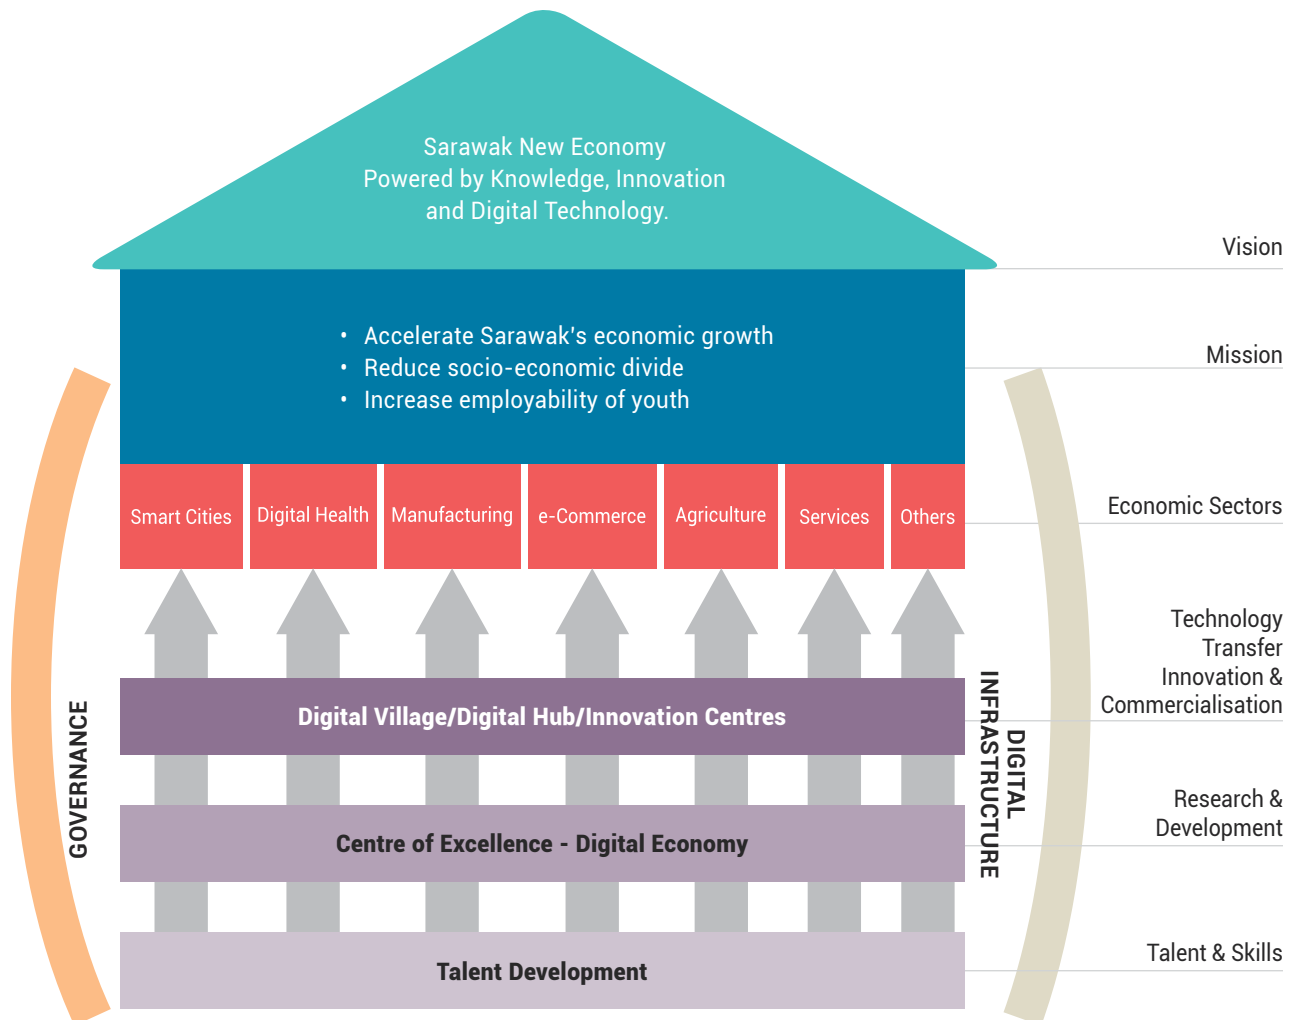 Sarawak New Economy
Powered by Knowledge, Innovation
and Digital Technology.
Vision
• Accelerate Sarawak's economic growth
• Reduce socio-economic divide
• Increase employability of youth
Mission
Smart Cities
Digital Health
Manufacturing
e-Commerce
Agriculture
Services
Others
Economic Sectors
Digital Village/Digital Hub/Innovation Centres
Technology
Transfer
Innovation &
Commercialisation
Centre of Excellence - Digital Economy
Research &
Development
Talent Development
Talent & Skills
GOVERNANCE
DIGITAL
INFRASTRUCTURE